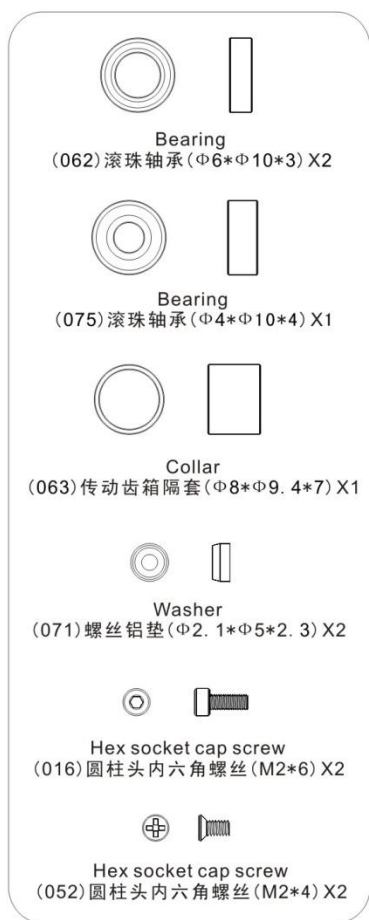 Bearing
(062)滚珠轴承(Φ6*Φ10*3)X2
Bearing
(075)滚珠轴承(Φ4*Φ10*4)X1
Collar
(063)传动齿箱隔套(Φ8*Φ9.4*7)X1
Washer
(071)螺丝铝垫(Φ2.1*Φ5*2.3)X2
Hex socket cap screw
(016)圆柱头内六角螺丝(M2*6)X2
Hex socket cap screw
(052)圆柱头内六角螺丝(M2*4)X2